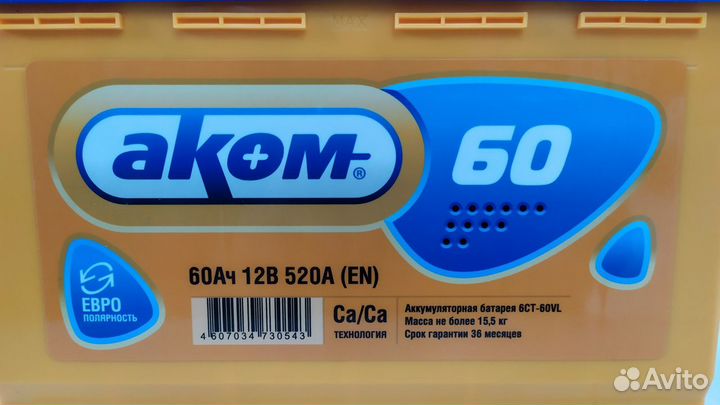 MAX
аком®
60
60Ач 12В 520А (EN)
ЕВРО
ПОЛЯРНОСТЬ
4 607034 730543
Ca/Ca
ТЕХНОЛОГИЯ
Аккумуляторная батарея 6СТ-60VL
Масса не более 15,5 кг
Срок гарантии 36 месяцев
Avito